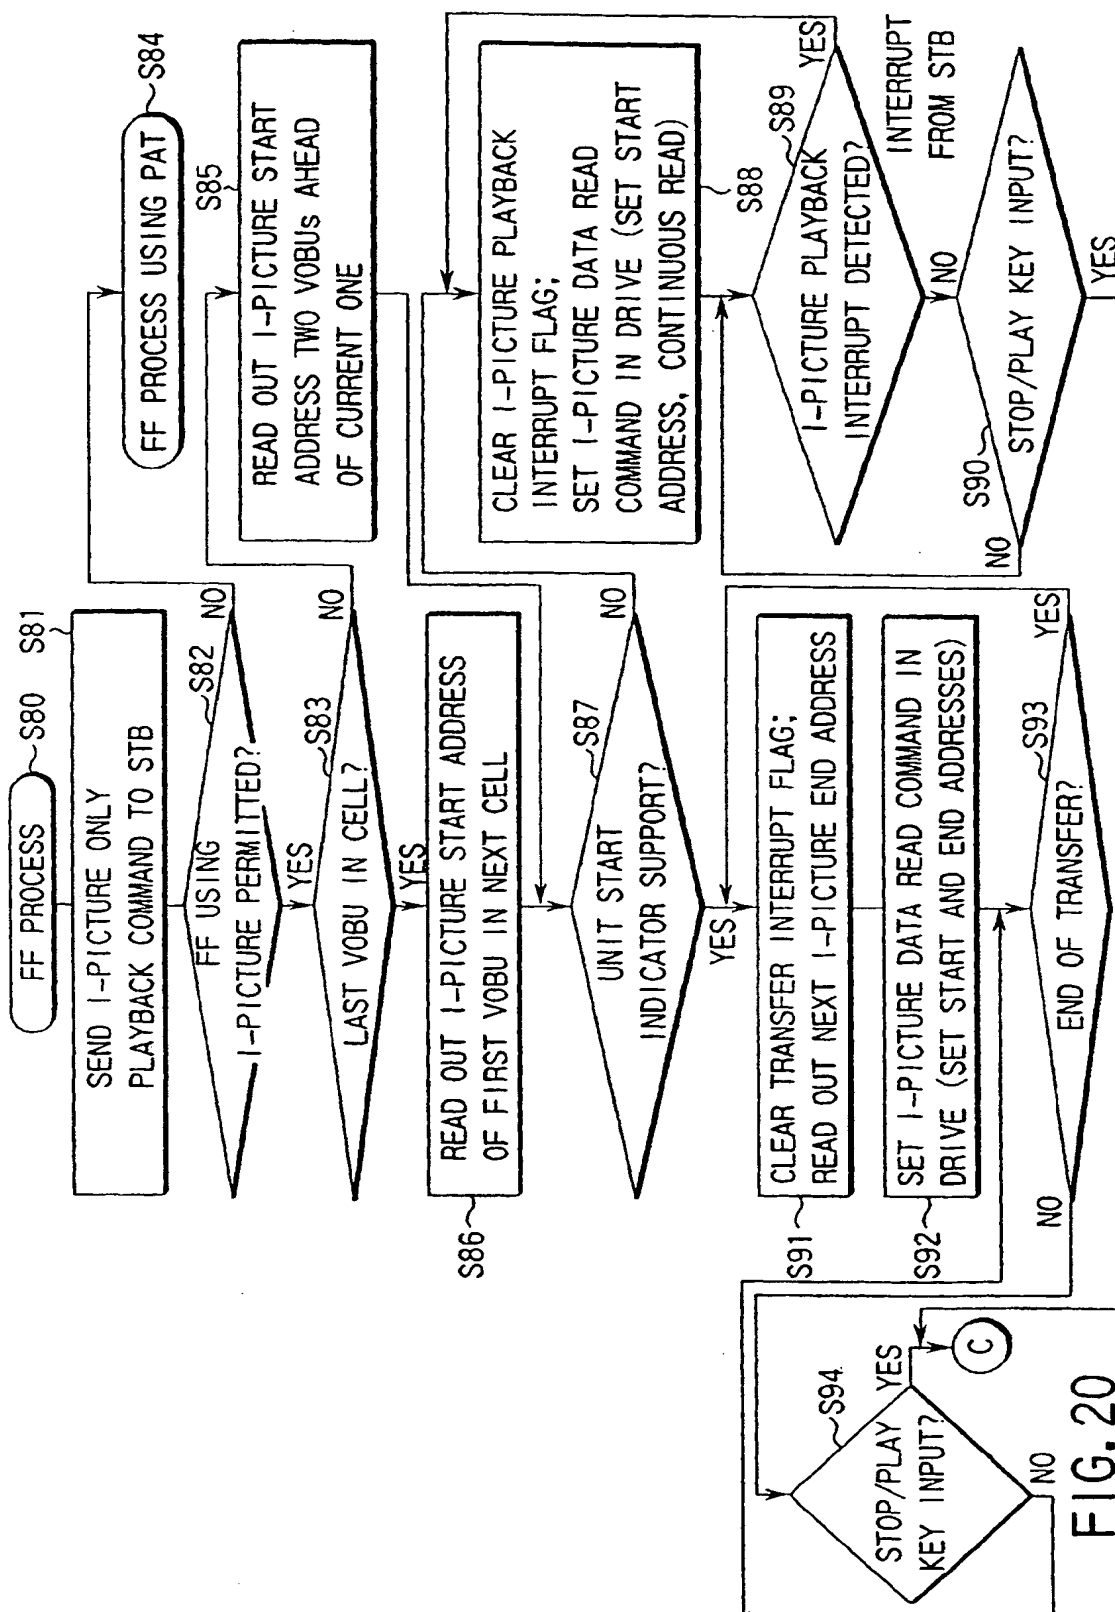 FF PROCESS
S80
SEND I-PICTURE ONLY
PLAYBACK COMMAND TO STB
S81
FF USING
I-PICTURE PERMITTED?
S82
NO
YES
FF PROCESS USING PAT
S84
LAST VOBU IN CELL?
S83
NO
YES
READ OUT I-PICTURE START
ADDRESS TWO VOBUs AHEAD
OF CURRENT ONE
S85
READ OUT I-PICTURE START ADDRESS
OF FIRST VOBU IN NEXT CELL
S86
UNIT START
INDICATOR SUPPORT?
S87
NO
YES
CLEAR I-PICTURE PLAYBACK
INTERRUPT FLAG;
SET I-PICTURE DATA READ
COMMAND IN DRIVE (SET START
ADDRESS, CONTINUOUS READ)
S88
I-PICTURE PLAYBACK
INTERRUPT DETECTED?
S89
YES
NO
INTERRUPT
FROM STB
STOP/PLAY KEY INPUT?
S90
NO
YES
CLEAR TRANSFER INTERRUPT FLAG;
READ OUT NEXT I-PICTURE END ADDRESS
S91
SET I-PICTURE DATA READ COMMAND IN
DRIVE (SET START AND END ADDRESSES)
S92
END OF TRANSFER?
S93
YES
NO
STOP/PLAY
KEY INPUT?
S94
YES
NO
C
FIG. 20